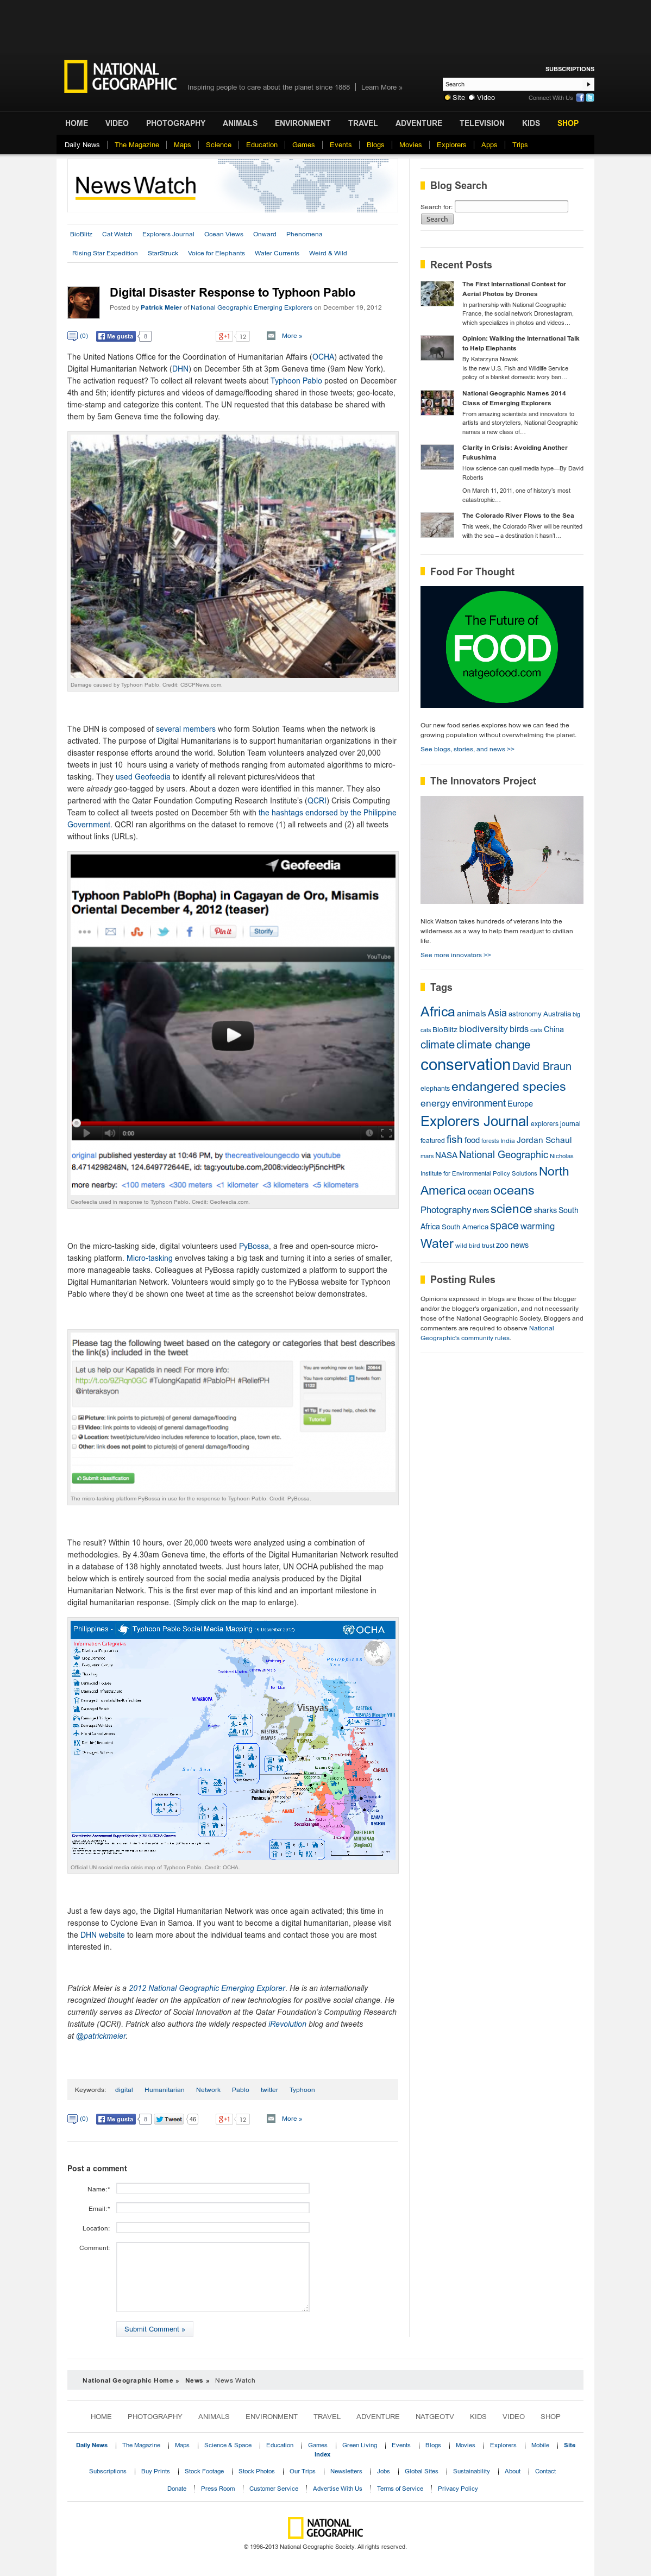 NATIONAL
GEOGRAPHIC
Inspiring people to care about the planet since 1888 | Learn More »
SUBSCRIPTIONS
Search
Site Video
Connect With Us
HOME VIDEO PHOTOGRAPHY ANIMALS ENVIRONMENT TRAVEL ADVENTURE TELEVISION KIDS SHOP
Daily News | The Magazine | Maps | Science | Education | Games | Events | Blogs | Movies | Explorers | Apps | Trips
News Watch
BioBlitz Cat Watch Explorers Journal Ocean Views Onward Phenomena
Rising Star Expedition StarStruck Voice for Elephants Water Currents Weird & Wild
Digital Disaster Response to Typhoon Pablo
Posted by Patrick Meier of National Geographic Emerging Explorers on December 19, 2012
(0) Me gusta 8 +1 12 More »
The United Nations Office for the Coordination of Humanitarian Affairs (OCHA) activated the
Digital Humanitarian Network (DHN) on December 5th at 3pm Geneva time (9am New York).
The activation request? To collect all relevant tweets about Typhoon Pablo posted on December
4th and 5th; identify pictures and videos of damage/flooding shared in those tweets; geo-locate,
time-stamp and categorize this content. The UN requested that this database be shared with
them by 5am Geneva time the following day.
Damage caused by Typhoon Pablo. Credit: CBCPNews.com.
The DHN is composed of several members who form Solution Teams when the network is
activated. The purpose of Digital Humanitarians is to support humanitarian organizations in their
disaster response efforts around the world. Solution Team volunteers analyzed over 20,000
tweets in just 10 hours using a variety of methods ranging from automated algorithms to micro-
tasking. They used Geofeedia to identify all relevant pictures/videos that
were already geo-tagged by users. About a dozen were identified in this manner. They also
partnered with the Qatar Foundation Computing Research Institute's (QCRI) Crisis Computing
Team to collect all tweets posted on December 5th with the hashtags endorsed by the Philippine
Government. QCRI ran algorithms on the dataset to remove (1) all retweets and (2) all tweets
without links (URLs).
Geofeedia
Typhoon PabloPh (Bopha) in Cagayan de Oro, Misamis
Oriental December 4, 2012 (teaser)
Pin it Storify
YouTube
0:00
youtube published on 12/4/12 at 10:46 PM, by thecreativeloungecdo, via youtube
8.4714298248N, 124.649772644E, id: tag:youtube.com,2008:video:iyPj5ncHtPk
more nearby: <100 meters <300 meters <1 kilometer <3 kilometers <5 kilometers
Geofeedia used in response to Typhoon Pablo. Credit: Geofeedia.com.
On the micro-tasking side, digital volunteers used PyBossa, a free and open-source micro-
tasking platform. Micro-tasking envolves taking a big task and turning it into a series of smaller,
more manageable tasks. Colleagues at PyBossa rapidly customized a platform to support the
Digital Humanitarian Network. Volunteers would simply go to the PyBossa website for Typhoon
Pablo where they'd be shown one tweet at at time as per the screenshot below demonstrates.
Please tag the following tweet according to the category that best describes
the link(s) shown in the tweet:
Let us help our Kapatids in need! For more info:
http://t.co/9ZRqn0GC #TulongKapatid #PabloPH #ReliefPH
@interaksyon
You are working now on task
You have completed: tweets from
Tip If you need help, check the
Tutorial
Picture: link points to picture(s) of general damage/flooding
Video: link points to video(s) of general damage/flooding
Location: tweet/picture/video includes reference to location, place, town etc.
Other: link does not point to picture(s) of general damage/flooding
Submit classification!
The micro-tasking platform PyBossa in use for the response to Typhoon Pablo. Credit: PyBossa.
The result? Within 10 hours, over 20,000 tweets were analyzed using a combination of
methodologies. By 4.30am Geneva time, the efforts of the Digital Humanitarian Network resulted
in a database of 138 highly annotated tweets. Just hours later, UN OCHA published the map
below which is entirely sourced from the social media analysis produced by the Digital
Humanitarian Network. This is the first ever map of this kind and an important milestone in
digital humanitarian response. (Simply click on the map to enlarge).
Philippines - Typhoon Pablo Social Media Mapping
OCHA
Information Categories
Visayas
Official UN social media crisis map of Typhoon Pablo. Credit: OCHA.
Just a few days ago, the Digital Humanitarian Network was once again activated; this time in
response to Cyclone Evan in Samoa. If you want to become a digital humanitarian, please visit
the DHN website to learn more about the individual teams and contact those you are most
interested in.
Patrick Meier is a 2012 National Geographic Emerging Explorer. He is an internationally
recognized thought leader on the application of new technologies for positive social change. He
currently serves as Director of Social Innovation at the Qatar Foundation's Computing Research
Institute (QCRI). Patrick also authors the widely respected iRevolution blog and tweets
at @patrickmeier.
Keywords: digital Humanitarian Network Pablo twitter Typhoon
(0) Me gusta 8 Tweet 46 +1 12 More »
Post a comment
Name:*
Email:*
Location:
Comment:
Submit Comment »
Blog Search
Search for:
Search
Recent Posts
The First International Contest for
Aerial Photos by Drones
In partnership with National Geographic
France, the social network Dronestagram,
which specializes in photos and videos…
Opinion: Walking the International Talk
to Help Elephants
By Katarzyna Nowak
Is the new U.S. Fish and Wildlife Service
policy of a blanket domestic ivory ban…
National Geographic Names 2014
Class of Emerging Explorers
From amazing scientists and innovators to
artists and storytellers, National Geographic
names a new class of…
Clarity in Crisis: Avoiding Another
Fukushima
How science can quell media hype—By David
Roberts
On March 11, 2011, one of history's most
catastrophic…
The Colorado River Flows to the Sea
This week, the Colorado River will be reunited
with the sea – a destination it hasn't…
Food For Thought
The Future of
FOOD
natgeofood.com
Our new food series explores how we can feed the
growing population without overwhelming the planet.
See blogs, stories, and news >>
The Innovators Project
Nick Watson takes hundreds of veterans into the
wilderness as a way to help them readjust to civilian
life.
See more innovators >>
Tags
Africa animals Asia astronomy Australia big
cats BioBlitz biodiversity birds cats China
climate climate change
conservation David Braun
elephants endangered species
energy environment Europe
Explorers Journal explorers journal
featured fish food forests India Jordan Schaul
mars NASA National Geographic Nicholas
Institute for Environmental Policy Solutions North
America ocean oceans
Photography rivers science sharks South
Africa South America space warming
Water wild bird trust zoo news
Posting Rules
Opinions expressed in blogs are those of the blogger
and/or the blogger's organization, and not necessarily
those of the National Geographic Society. Bloggers and
commenters are required to observe National
Geographic's community rules.
National Geographic Home » News » News Watch
HOME PHOTOGRAPHY ANIMALS ENVIRONMENT TRAVEL ADVENTURE NATGEOTV KIDS VIDEO SHOP
Daily News | The Magazine | Maps | Science & Space | Education | Games | Green Living | Events | Blogs | Movies | Explorers | Mobile | Site
Index
Subscriptions | Buy Prints | Stock Footage | Stock Photos | Our Trips | Newsletters | Jobs | Global Sites | Sustainability | About | Contact
Donate | Press Room | Customer Service | Advertise With Us | Terms of Service | Privacy Policy
NATIONAL
GEOGRAPHIC
© 1996-2013 National Geographic Society. All rights reserved.